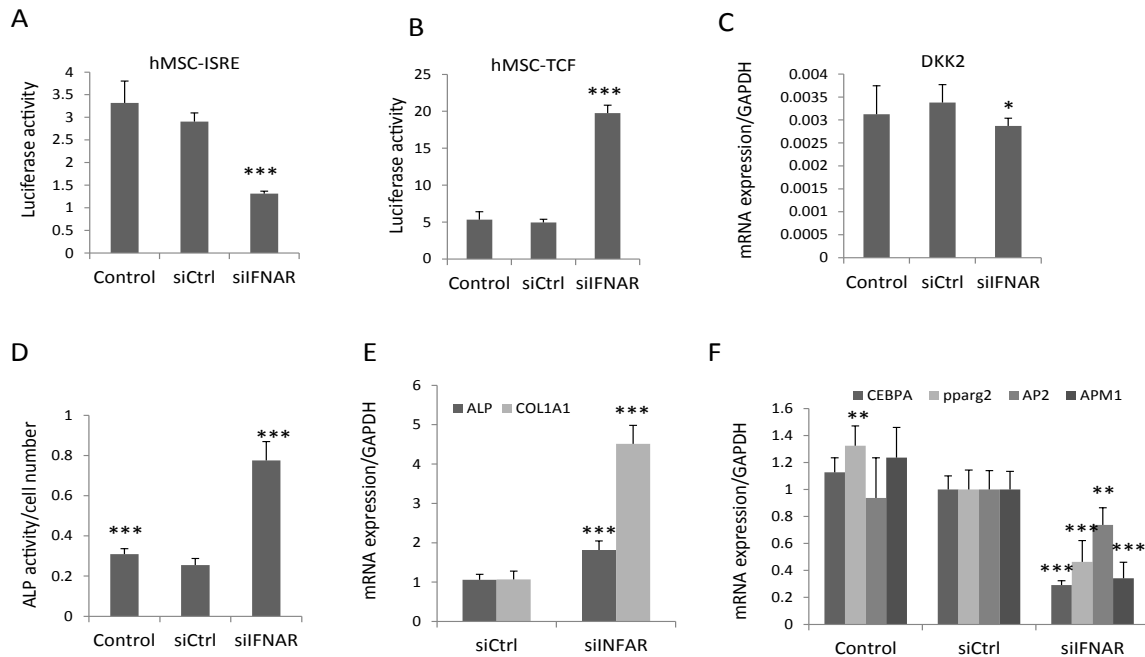 A
hMSC-ISRE
Luciferase activity
4
3.5
3
2.5
2
1.5
1
0.5
0
***
Control siCtrl siIFNAR
B
hMSC-TCF
Luciferase activity
25
20
15
10
5
0
***
Control siCtrl siIFNAR
C
DKK2
mRNA expression/GAPDH
0.004
0.0035
0.003
0.0025
0.002
0.0015
0.001
0.0005
0
*
Control siCtrl siIFNAR
D
ALP activity/cell number
1
0.8
0.6
0.4
0.2
0
***
***
Control siCtrl siIFNAR
E
mRNA expression/GAPDH
6
5
4
3
2
1
0
ALP COL1A1
***
***
siCtrl siINFAR
F
CEBPA pparg2 AP2 APM1
mRNA expression/GAPDH
1.6
1.4
1.2
1
0.8
0.6
0.4
0.2
0
**
**
***
***
***
Control siCtrl siIFNAR